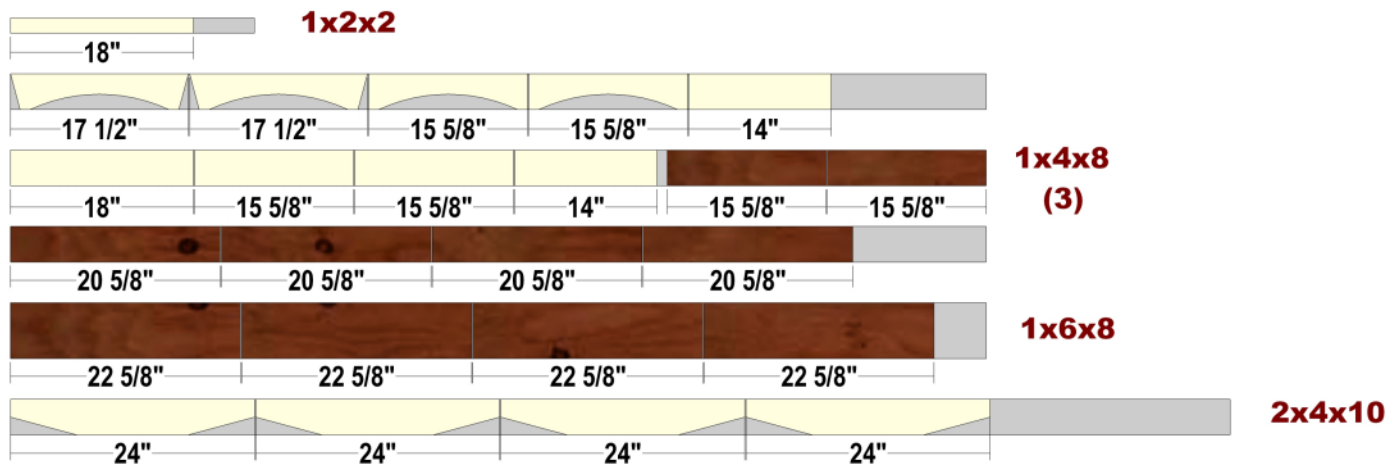 1x2x2
18"
17 1/2" 17 1/2" 15 5/8" 15 5/8" 14"
1x4x8
(3)
18" 15 5/8" 15 5/8" 14" 15 5/8" 15 5/8"
20 5/8" 20 5/8" 20 5/8" 20 5/8"
1x6x8
22 5/8" 22 5/8" 22 5/8" 22 5/8"
2x4x10
24" 24" 24" 24"